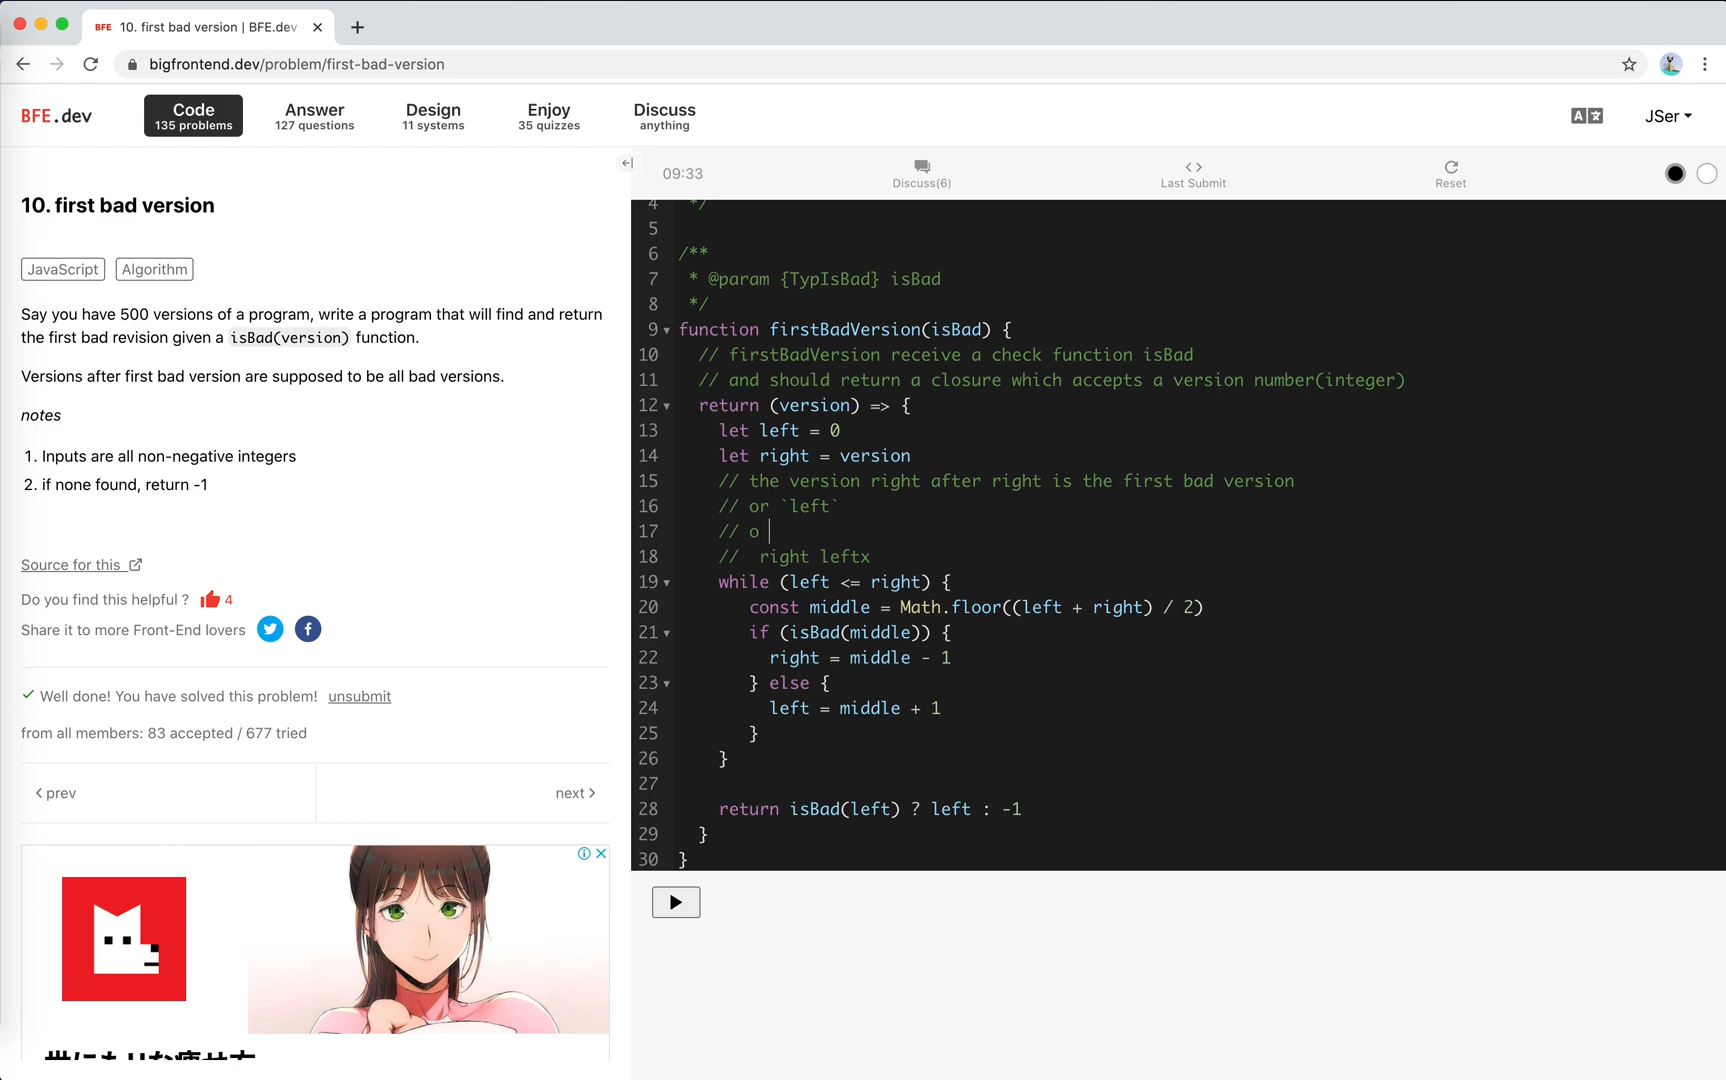 BFE 10. first bad version | BFE.dev
bigfrontend.dev/problem/first-bad-version
BFE.dev
Code
135 problems
Answer
127 questions
Design
11 systems
Enjoy
35 quizzes
Discuss
anything
JSer
10. first bad version
JavaScript
Algorithm
Say you have 500 versions of a program, write a program that will find and return
the first bad revision given a isBad(version) function.
Versions after first bad version are supposed to be all bad versions.
notes
1. Inputs are all non-negative integers
2. if none found, return -1
Source for this
Do you find this helpful ? 4
Share it to more Front-End lovers
Well done! You have solved this problem! unsubmit
from all members: 83 accepted / 677 tried
< prev
next >
09:33
Discuss(6)
Last Submit
Reset
4 */
5
6 /**
7 * @param {TypIsBad} isBad
8 */
9 function firstBadVersion(isBad) {
10 // firstBadVersion receive a check function isBad
11 // and should return a closure which accepts a version number(integer)
12 return (version) => {
13 let left = 0
14 let right = version
15 // the version right after right is the first bad version
16 // or `left`
17 // o
18 // right leftx
19 while (left <= right) {
20 const middle = Math.floor((left + right) / 2)
21 if (isBad(middle)) {
22 right = middle - 1
23 } else {
24 left = middle + 1
25 }
26 }
27
28 return isBad(left) ? left : -1
29 }
30 }